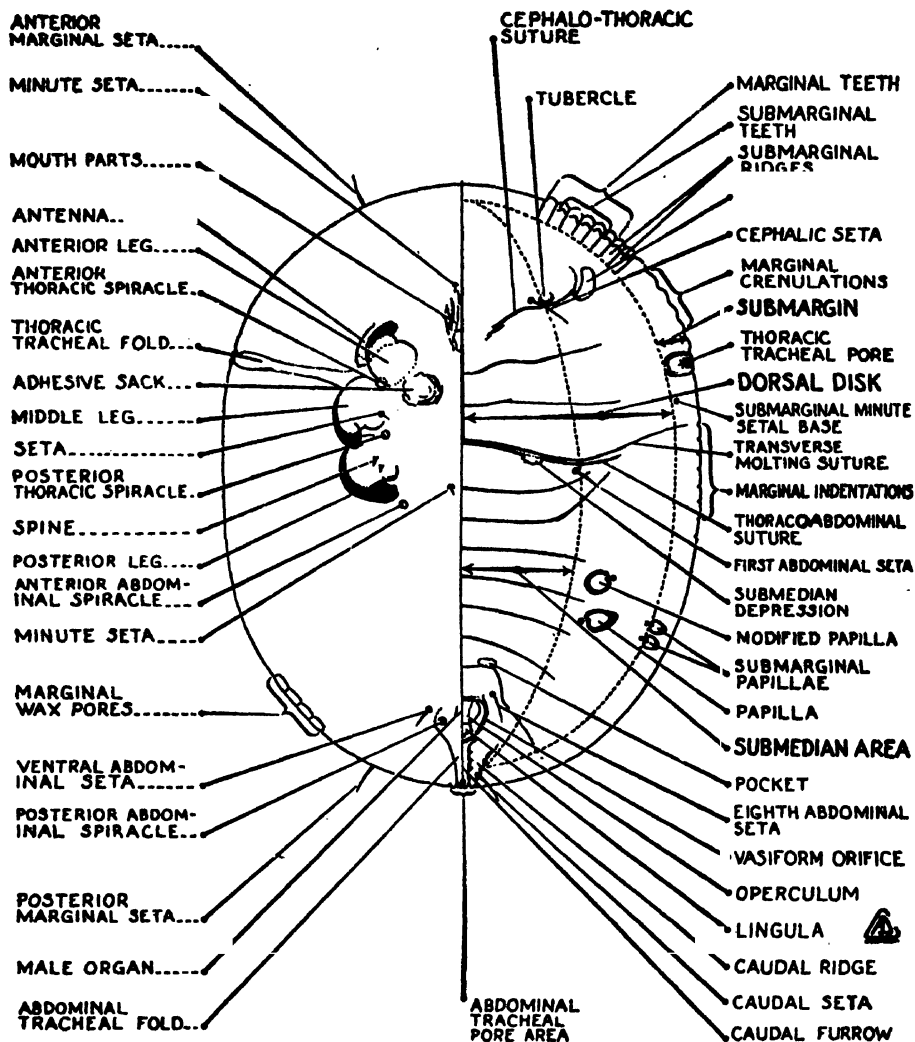 ANTERIOR
MARGINAL SETA
MINUTE SETA
MOUTH PARTS
ANTENNA
ANTERIOR LEG
ANTERIOR
THORACIC SPIRACLE
THORACIC
TRACHEAL FOLD
ADHESIVE SACK
MIDDLE LEG
SETA
POSTERIOR
THORACIC SPIRACLE
SPINE
POSTERIOR LEG
ANTERIOR ABDOM-
INAL SPIRACLE
MINUTE SETA
MARGINAL
WAX PORES
VENTRAL ABDOM-
INAL SETA
POSTERIOR ABDOM-
INAL SPIRACLE
POSTERIOR
MARGINAL SETA
MALE ORGAN
ABDOMINAL
TRACHEAL FOLD
CEPHALO-THORACIC
SUTURE
TUBERCLE
MARGINAL TEETH
SUBMARGINAL
TEETH
SUBMARGINAL
RIDGES
CEPHALIC SETA
MARGINAL
CRENULATIONS
SUBMARGIN
THORACIC
TRACHEAL PORE
DORSAL DISK
SUBMARGINAL MINUTE
SETAL BASE
TRANSVERSE
MOLTING SUTURE
MARGINAL INDENTATIONS
THORACOABDOMINAL
SUTURE
FIRST ABDOMINAL SETA
SUBMEDIAN
DEPRESSION
MODIFIED PAPILLA
SUBMARGINAL
PAPILLAE
PAPILLA
SUBMEDIAN AREA
POCKET
EIGHTH ABDOMINAL
SETA
VASIFORM ORIFICE
OPERCULUM
LINGULA
CAUDAL RIDGE
CAUDAL SETA
CAUDAL FURROW
ABDOMINAL
TRACHEAL
PORE AREA